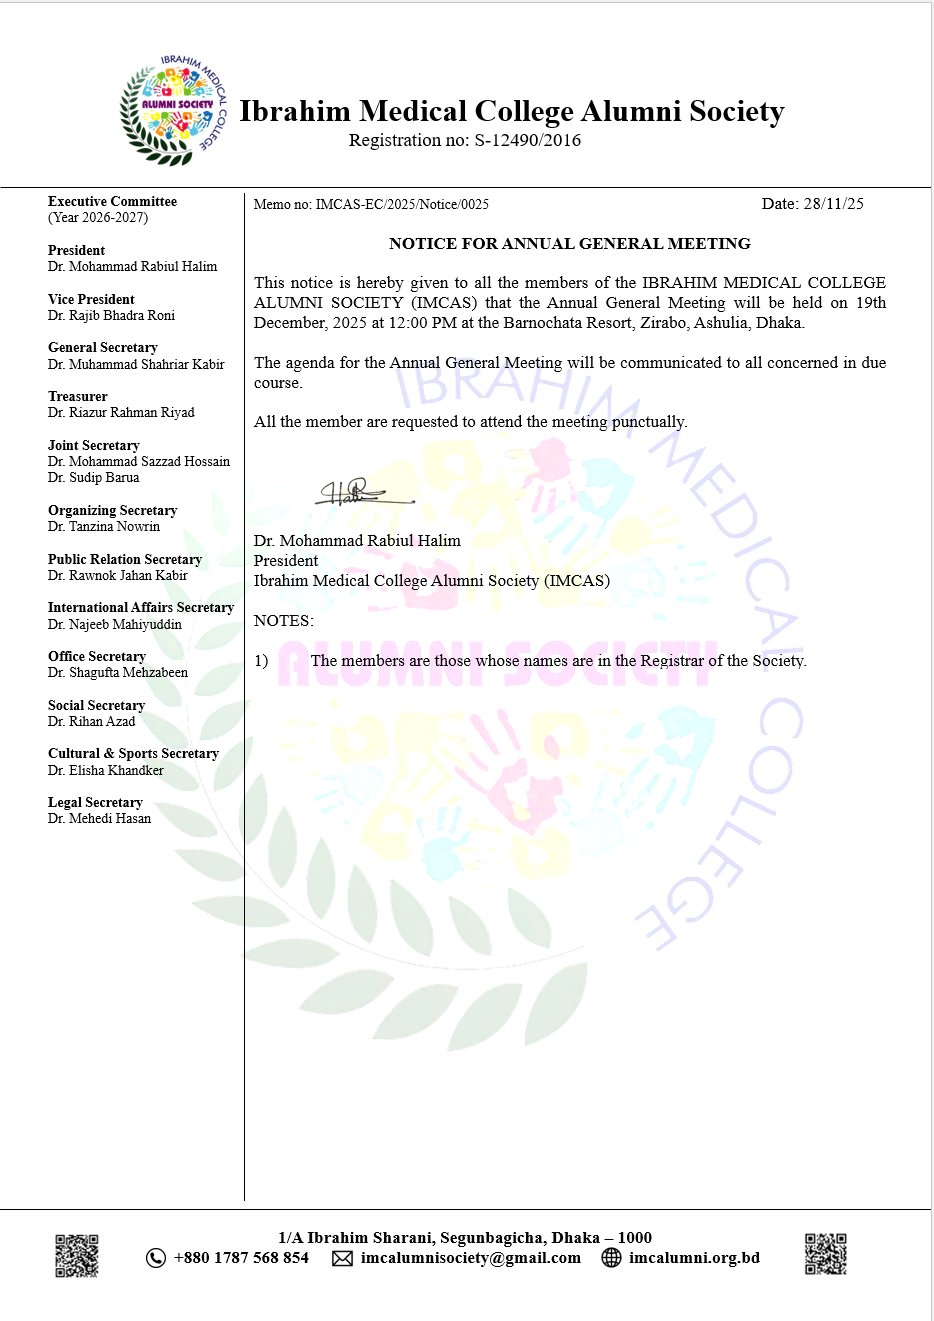 IBRAHIM MEDICAL COLLEGE
ALUMNI SOCIETY
Ibrahim Medical College Alumni Society
Registration no: S-12490/2016
Executive Committee
(Year 2026-2027)
President
Dr. Mohammad Rabiul Halim
Vice President
Dr. Rajib Bhadra Roni
General Secretary
Dr. Muhammad Shahriar Kabir
Treasurer
Dr. Riazur Rahman Riyad
Joint Secretary
Dr. Mohammad Sazzad Hossain
Dr. Sudip Barua
Organizing Secretary
Dr. Tanzina Nowrin
Public Relation Secretary
Dr. Rawnok Jahan Kabir
International Affairs Secretary
Dr. Najeeb Mahiyuddin
Office Secretary
Dr. Shagufta Mehzabeen
Social Secretary
Dr. Rihan Azad
Cultural & Sports Secretary
Dr. Elisha Khandker
Legal Secretary
Dr. Mehedi Hasan
Memo no: IMCAS-EC/2025/Notice/0025
Date: 28/11/25
NOTICE FOR ANNUAL GENERAL MEETING
This notice is hereby given to all the members of the IBRAHIM MEDICAL COLLEGE
ALUMNI SOCIETY (IMCAS) that the Annual General Meeting will be held on 19th
December, 2025 at 12:00 PM at the Barnochata Resort, Zirabo, Ashulia, Dhaka.
The agenda for the Annual General Meeting will be communicated to all concerned in due
course.
All the member are requested to attend the meeting punctually.
Dr. Mohammad Rabiul Halim
President
Ibrahim Medical College Alumni Society (IMCAS)
NOTES:
1) The members are those whose names are in the Registrar of the Society.
IBRAHIM MEDICAL COLLEGE
ALUMNI SOCIETY
1/A Ibrahim Sharani, Segunbagicha, Dhaka – 1000
+880 1787 568 854 imcalumnisociety@gmail.com imcalumni.org.bd